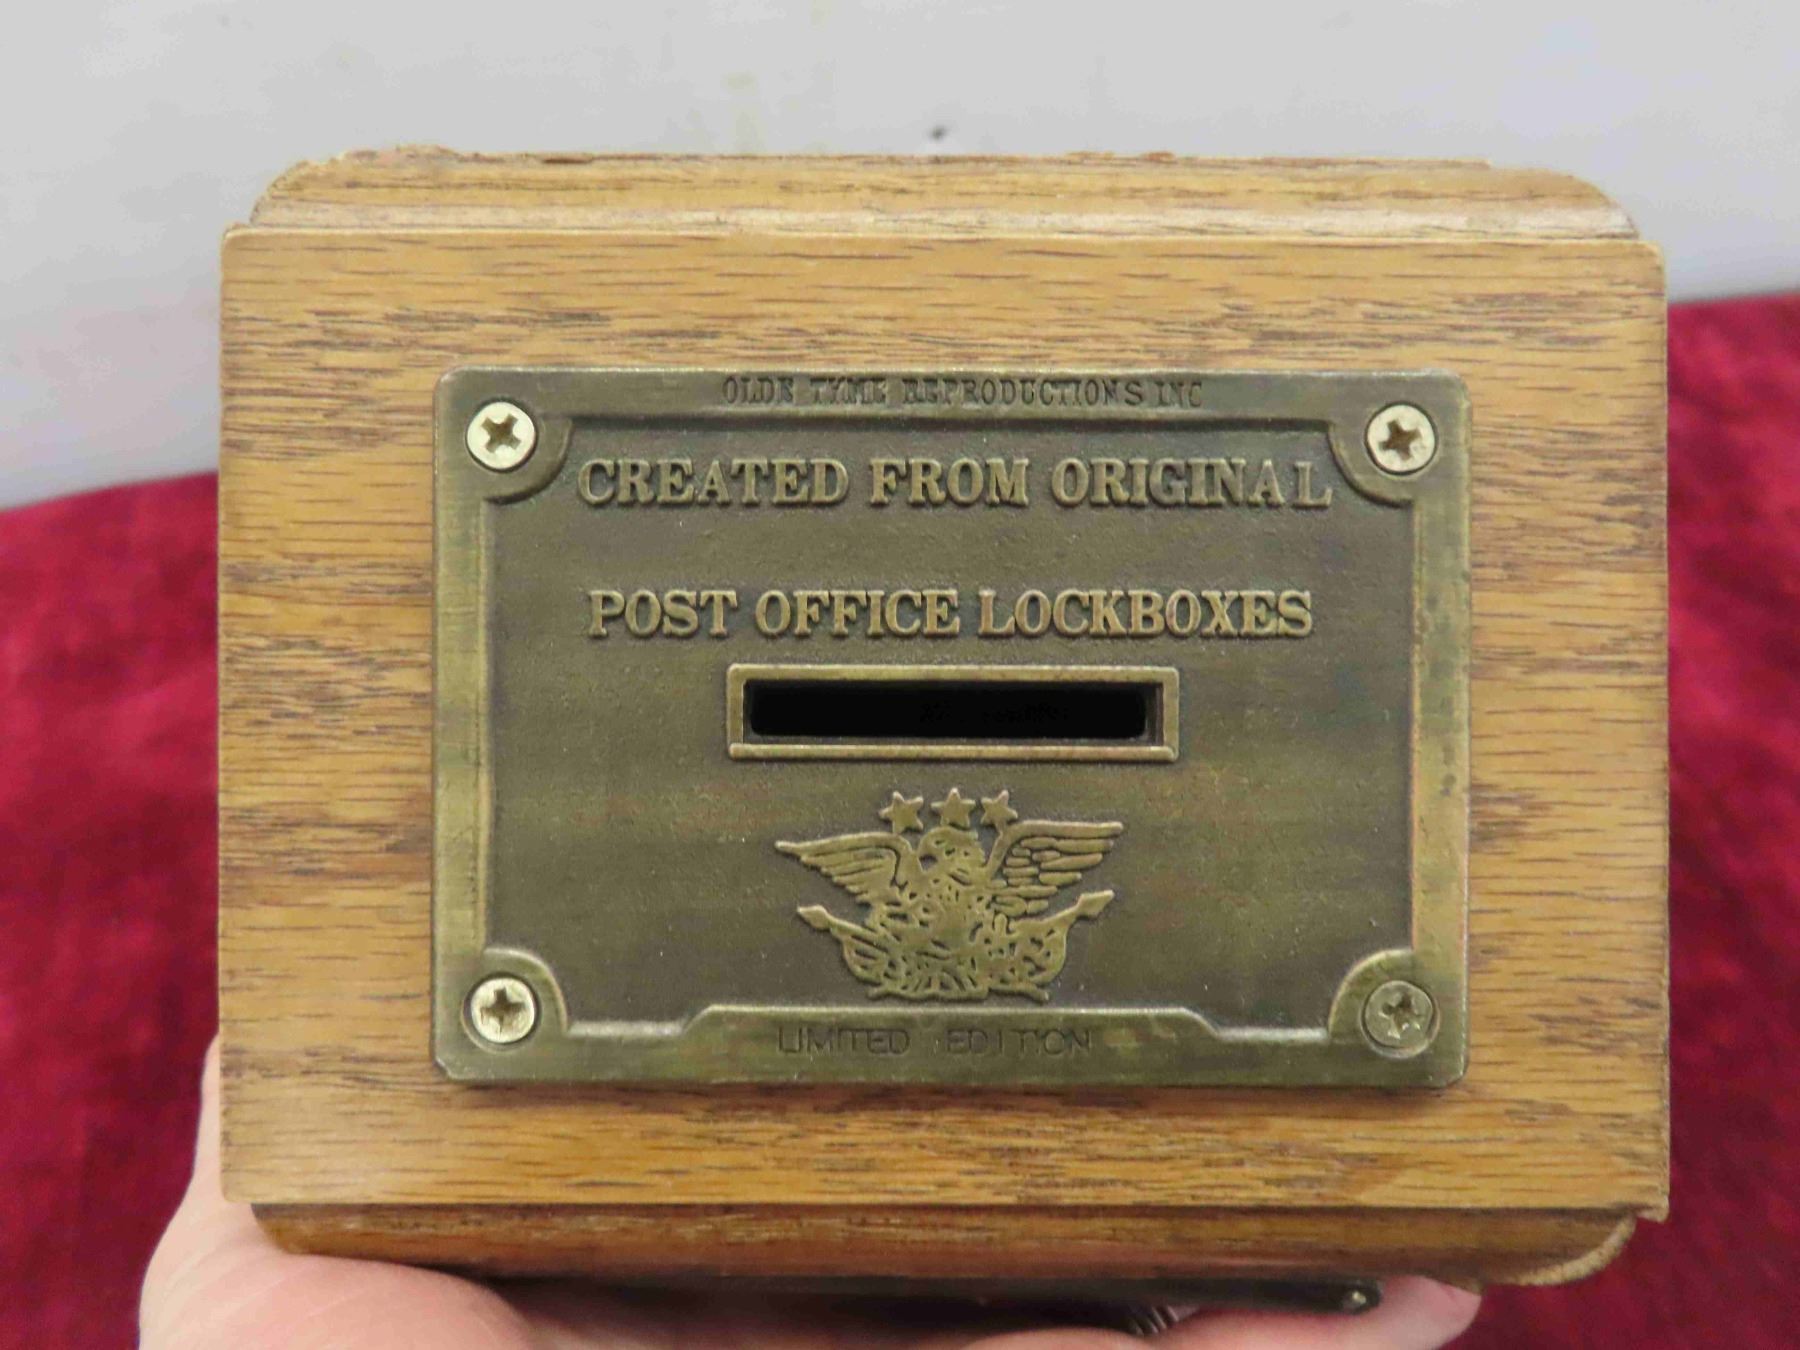 OLDE TYME REPRODUCTIONS INC
CREATED FROM ORIGINAL
POST OFFICE LOCKBOXES
LIMITED EDITION